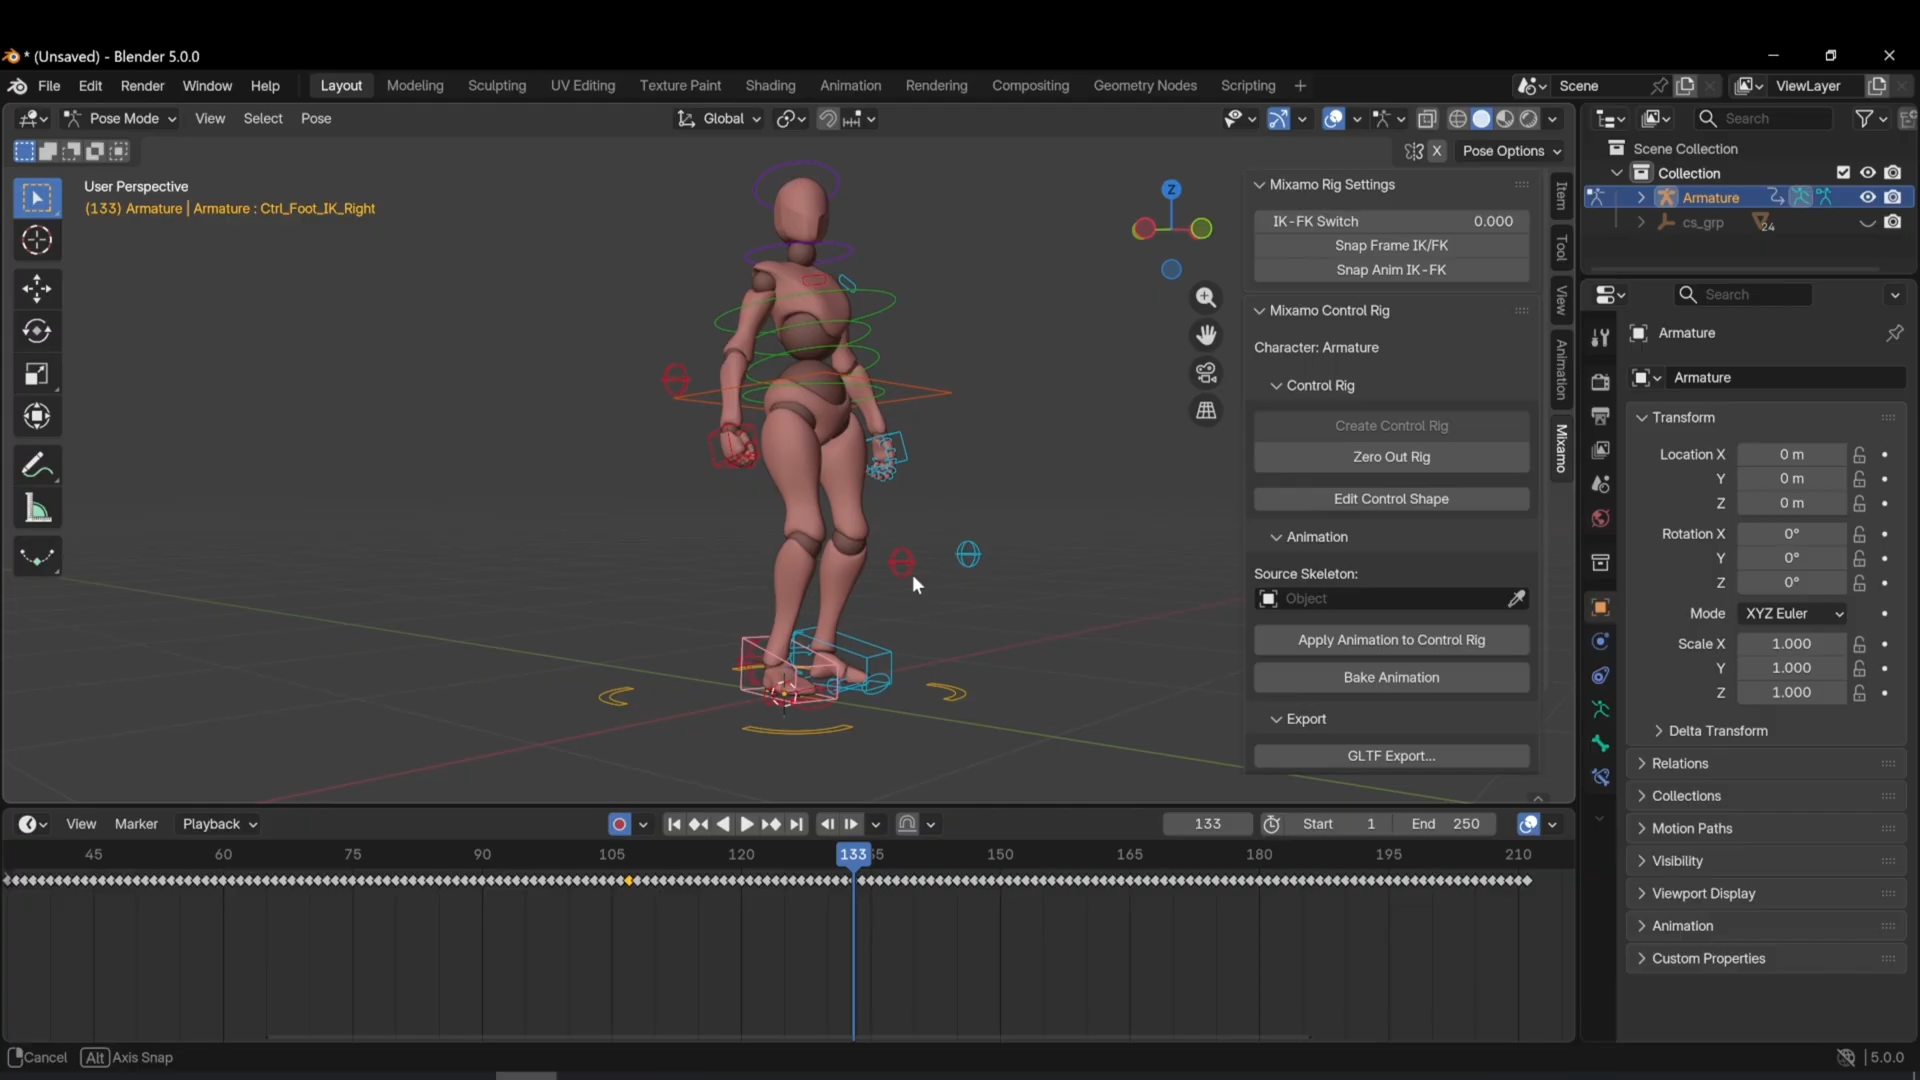 * (Unsaved) - Blender 5.0.0
File Edit Render Window Help Layout Modeling Sculpting UV Editing Texture Paint Shading Animation Rendering Compositing Geometry Nodes Scripting + Scene ViewLayer
Pose Mode View Select Pose Global Search
X Pose Options
Scene Collection
Collection
Armature
cs_grp 24
User Perspective
(133) Armature | Armature : Ctrl_Foot_IK_Right
Z
Mixamo Rig Settings
IK-FK Switch 0.000
Snap Frame IK/FK
Snap Anim IK-FK
Mixamo Control Rig
Character: Armature
Control Rig
Create Control Rig
Zero Out Rig
Edit Control Shape
Animation
Source Skeleton:
Object
Apply Animation to Control Rig
Bake Animation
Export
GLTF Export...
Item
Tool
View
Animation
Mixamo
Search
Armature
Armature
Transform
Location X 0 m
Y 0 m
Z 0 m
Rotation X 0°
Y 0°
Z 0°
Mode XYZ Euler
Scale X 1.000
Y 1.000
Z 1.000
Delta Transform
Relations
Collections
Motion Paths
Visibility
Viewport Display
Animation
Custom Properties
View Marker Playback 133 Start 1 End 250
45 60 75 90 105 120 133 150 165 180 195 210
Cancel Alt Axis Snap 5.0.0